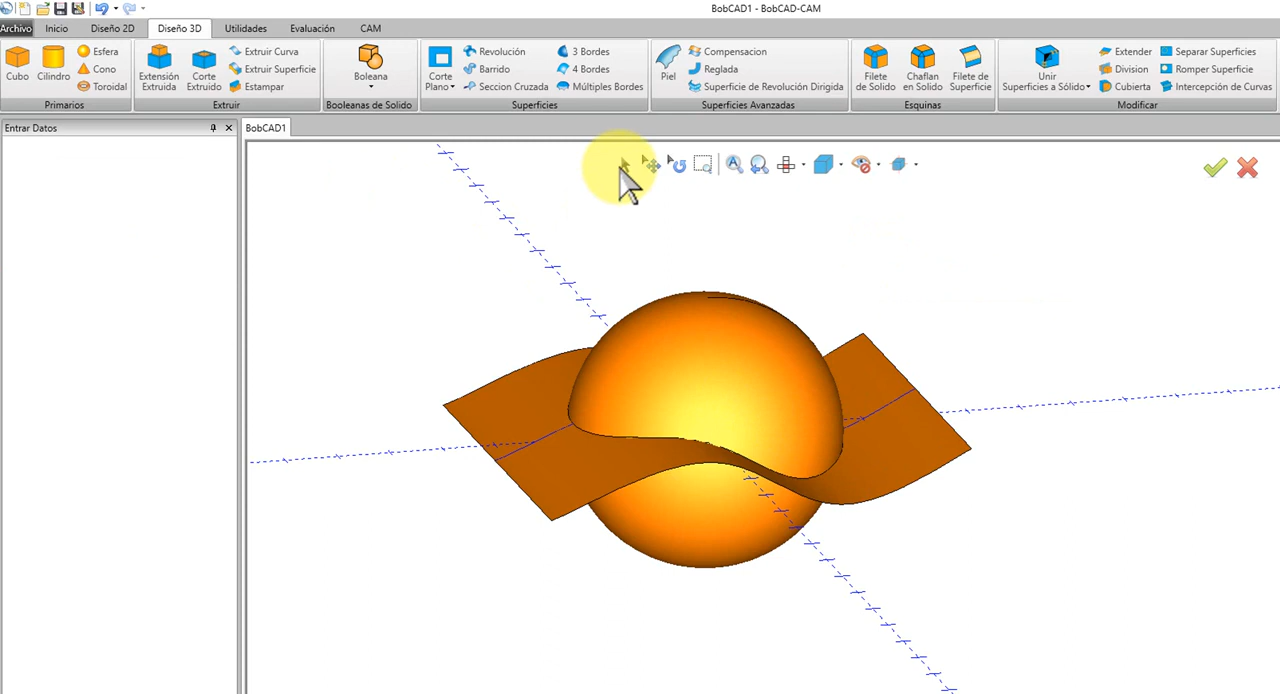 BobCAD1 - BobCAD-CAM
Archivo Inicio Diseño 2D Diseño 3D Utilidades Evaluación CAM
Cubo
Cilindro
Esfera
Cono
Toroidal
Primarios
Extensión Extruida
Corte Extruido
Extruir Curva
Extruir Superficie
Estampar
Extruir
Boleana
Booleanas de Solido
Corte Plano
Revolución
Barrido
Seccion Cruzada
3 Bordes
4 Bordes
Múltiples Bordes
Superficies
Piel
Compensacion
Reglada
Superficie de Revolución Dirigida
Superficies Avanzadas
Filete de Solido
Chaflan en Solido
Filete de Superficie
Esquinas
Unir Superficies a Sólido
Extender
Division
Cubierta
Separar Superficies
Romper Superficie
Intercepción de Curvas
Modificar
Entrar Datos
BobCAD1